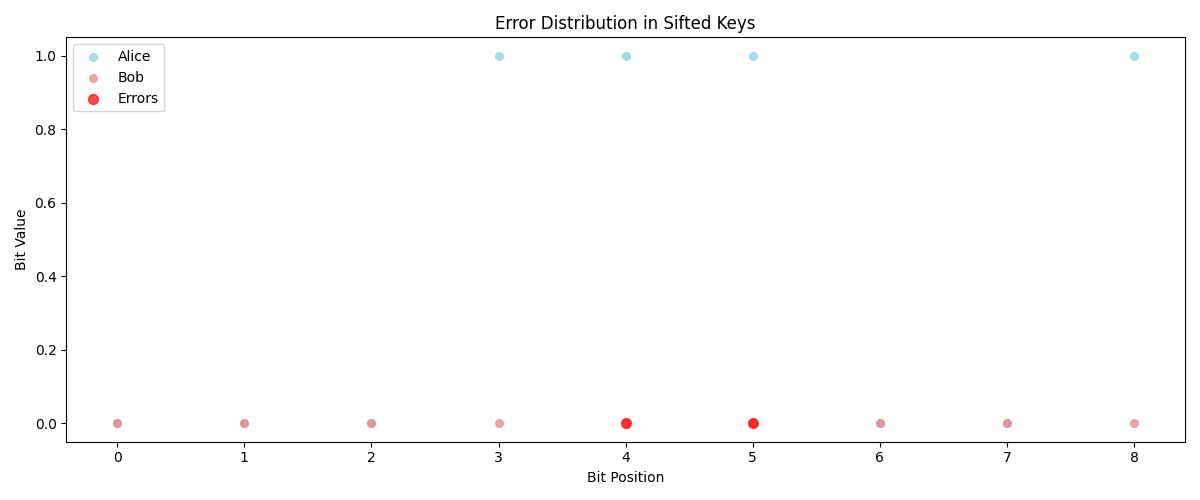 Error Distribution in Sifted Keys
Alice
Bob
Errors
Bit Value
1.0
0.8
0.6
0.4
0.2
0.0
0 1 2 3 4 5 6 7 8
Bit Position